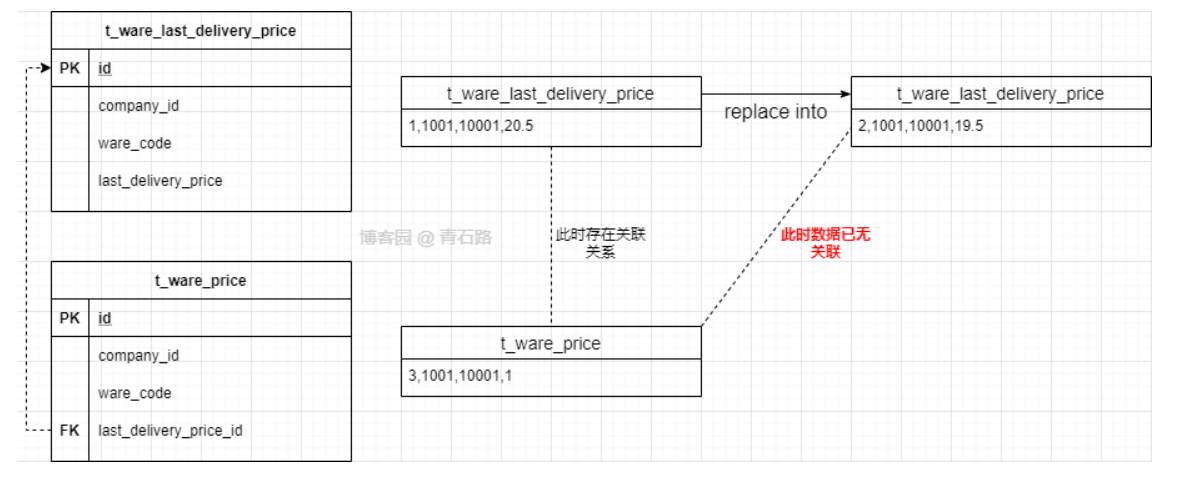 t_ware_last_delivery_price
PK id
company_id
ware_code
last_delivery_price
t_ware_last_delivery_price
1,1001,10001,20.5
replace into
t_ware_last_delivery_price
2,1001,10001,19.5
博客园 @ 青石路
此时存在关联
关系
此时数据已无
关联
t_ware_price
PK id
company_id
ware_code
FK last_delivery_price_id
t_ware_price
3,1001,10001,1